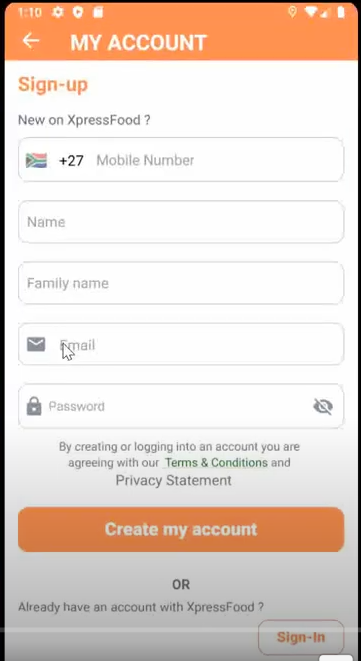 1:10
MY ACCOUNT
Sign-up
New on XpressFood ?
+27 Mobile Number
Name
Family name
Email
Password
By creating or logging into an account you are
agreeing with our Terms & Conditions and
Privacy Statement
Create my account
OR
Already have an account with XpressFood ?
Sign-In